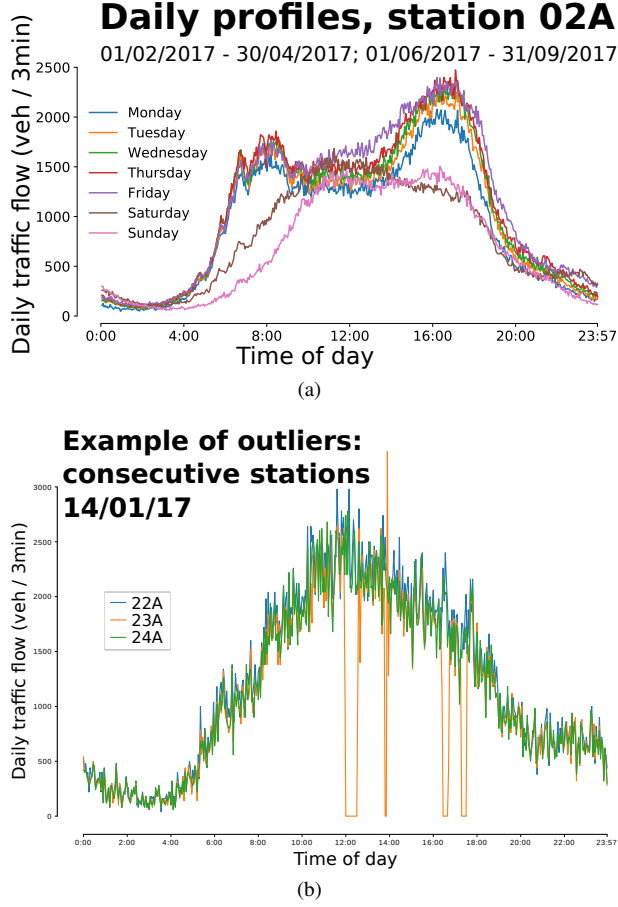 Daily profiles, station 02A
01/02/2017 - 30/04/2017; 01/06/2017 - 31/09/2017
Daily traffic flow (veh / 3min)
2500
2000
1500
1000
500
0
Monday
Tuesday
Wednesday
Thursday
Friday
Saturday
Sunday
0:00 4:00 8:00 12:00 16:00 20:00 23:57
Time of day
(a)
Example of outliers:
consecutive stations
14/01/17
Daily traffic flow (veh / 3min)
3000
2500
2000
1500
1000
500
0
22A
23A
24A
0:00 2:00 4:00 6:00 8:00 10:00 12:00 14:00 16:00 18:00 20:00 22:00 23:57
Time of day
(b)